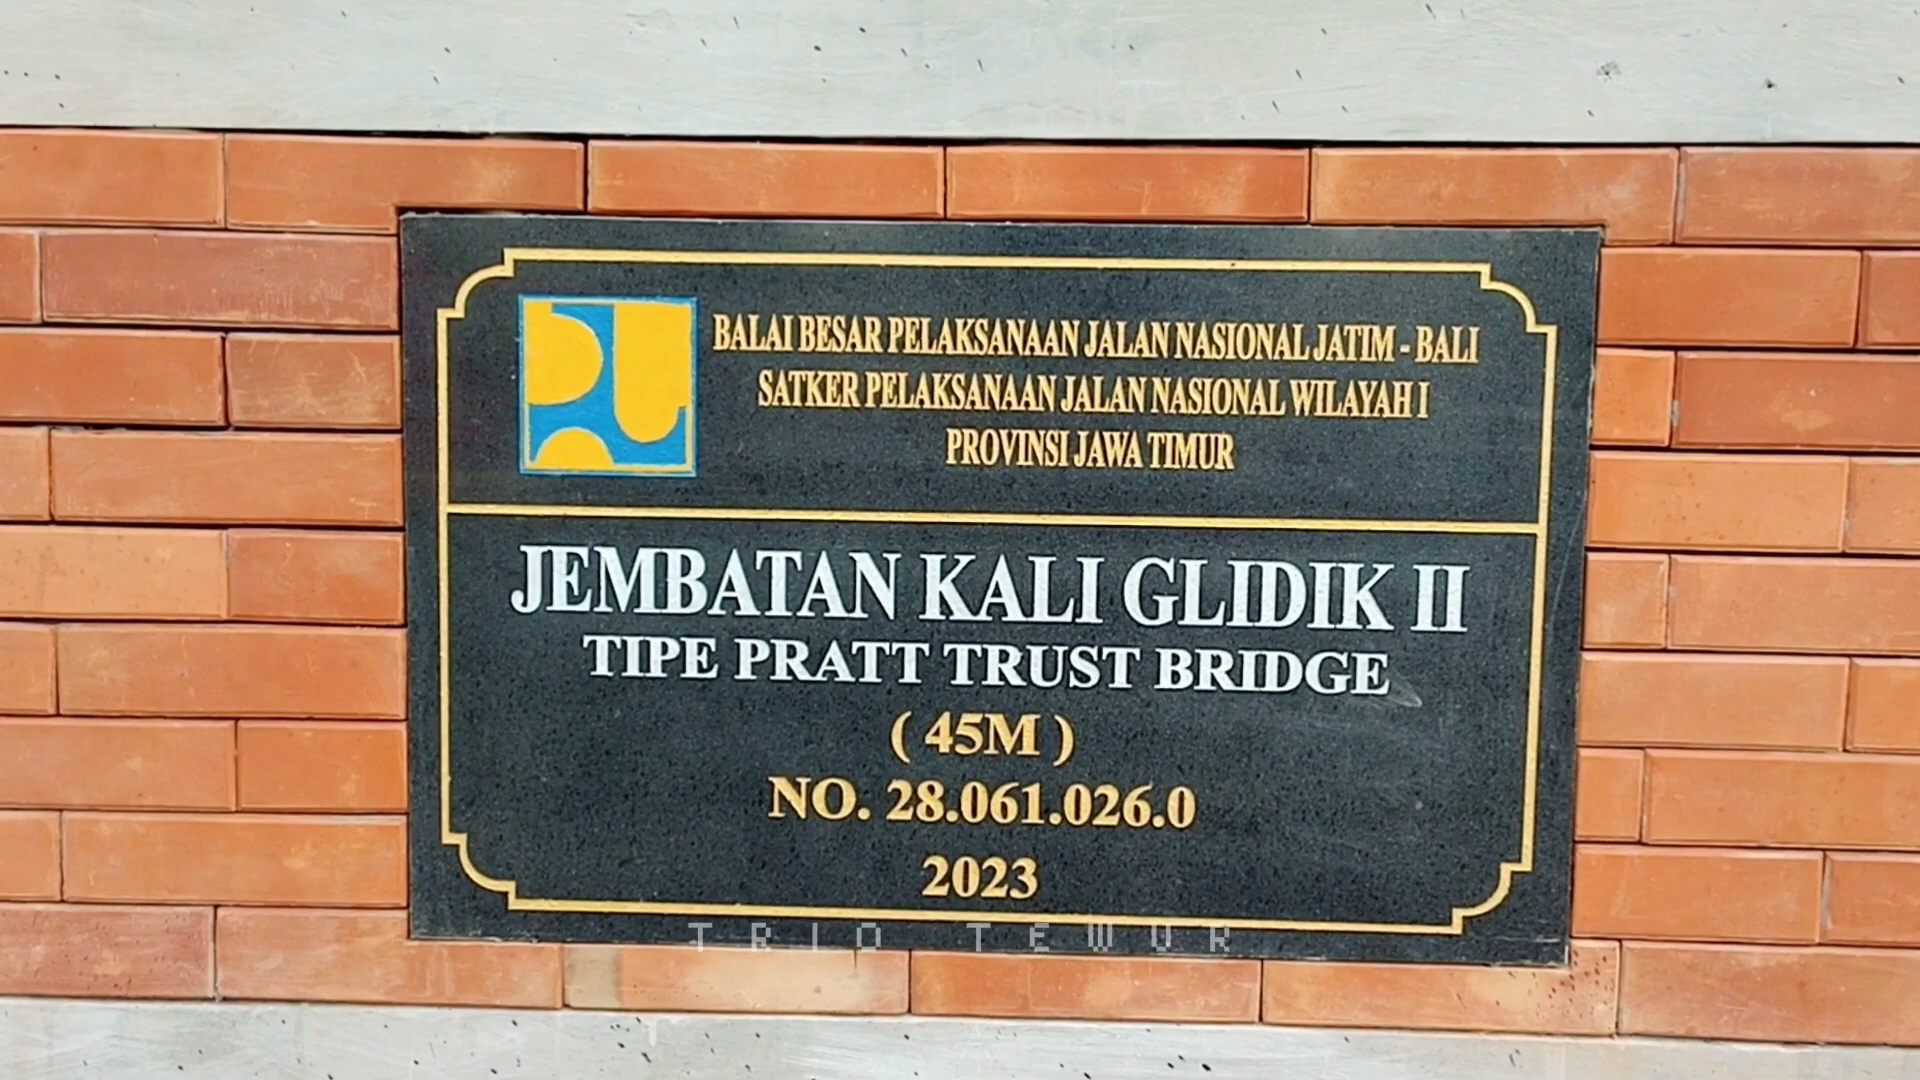 BALAI BESAR PELAKSANAAN JALAN NASIONAL JATIM - BALI
SATKER PELAKSANAAN JALAN NASIONAL WILAYAH I
PROVINSI JAWA TIMUR
JEMBATAN KALI GLIDIK II
TIPE PRATT TRUST BRIDGE
( 45M )
NO. 28.061.026.0
2023
TRIO TEWUR